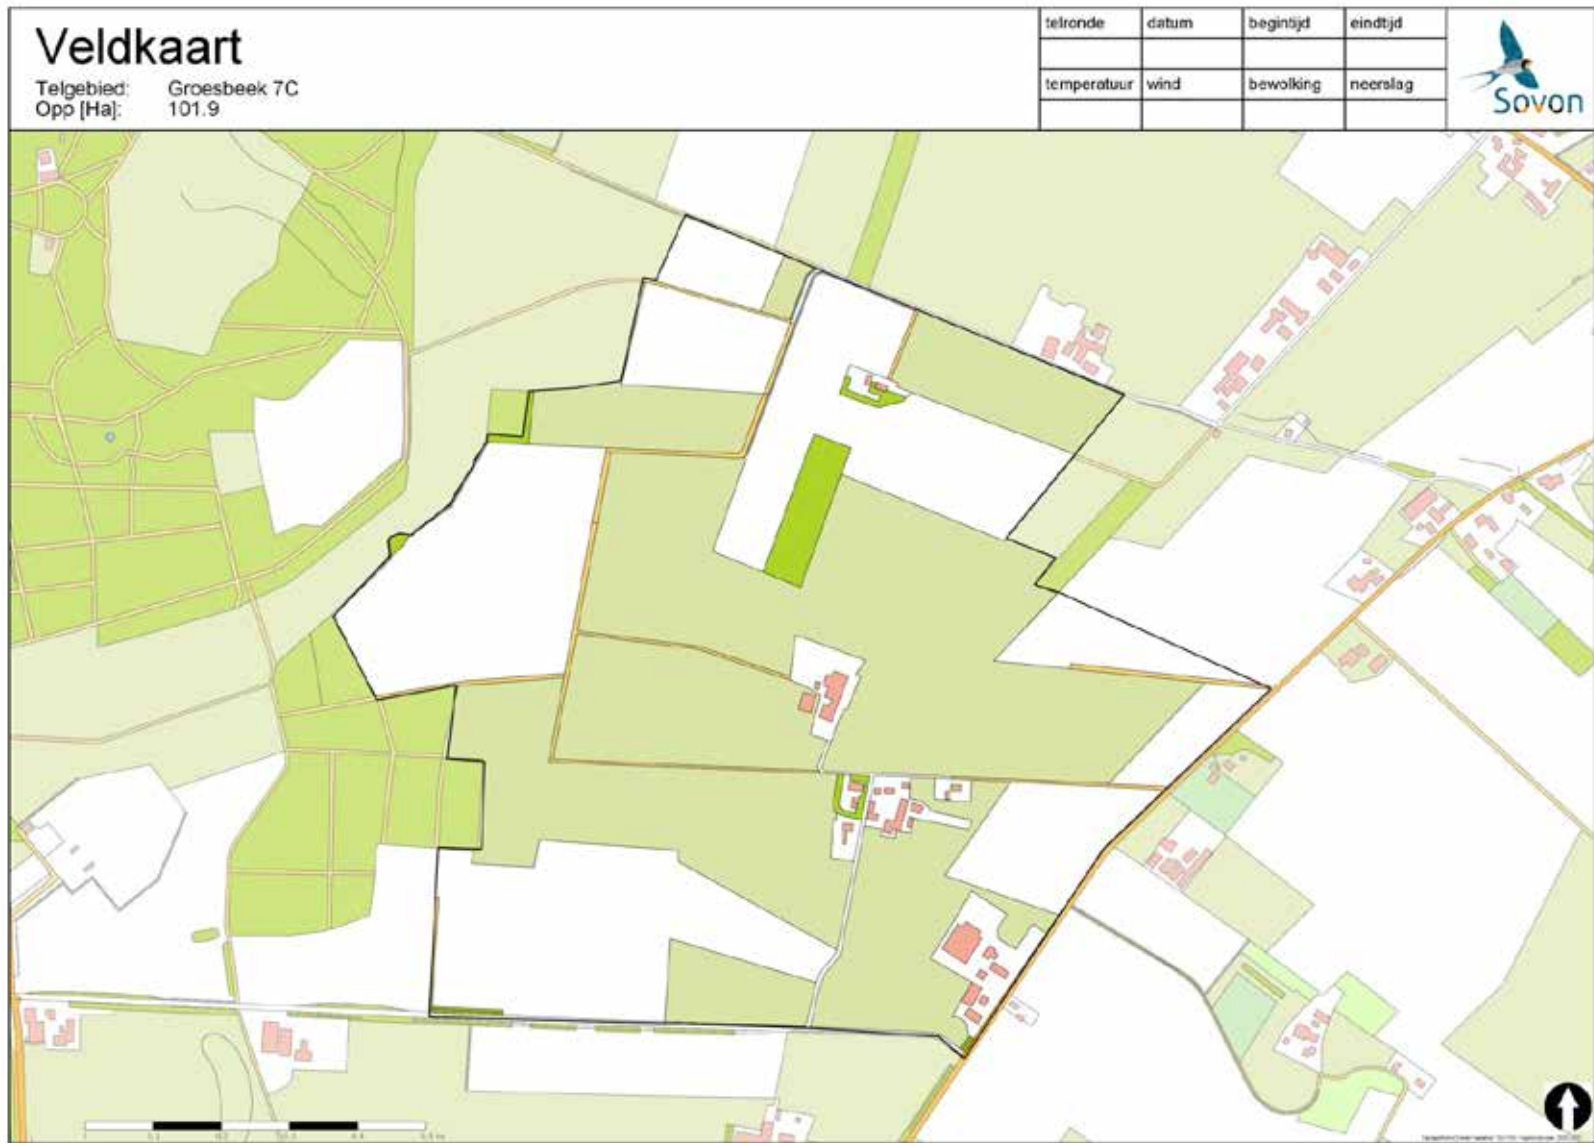 Veldkaart
Telgebied: Groesbeek 7C
Opp [Ha]: 101.9
telronde datum begintijd eindtijd
temperatuur wind bewolking neerslag
Sovon